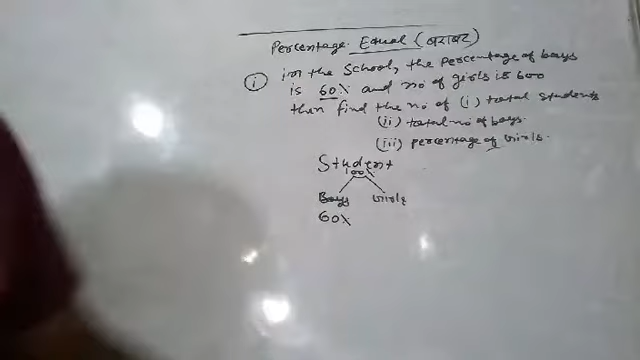 Percentage Equal (बराबर)
(i) in the School, the percentage of boys
is 60% and no of girls is 600
then find the no of (i) total students
(ii) total no of boys.
(iii) percentage of Girls.
Student
100%
Boys Girls
60%